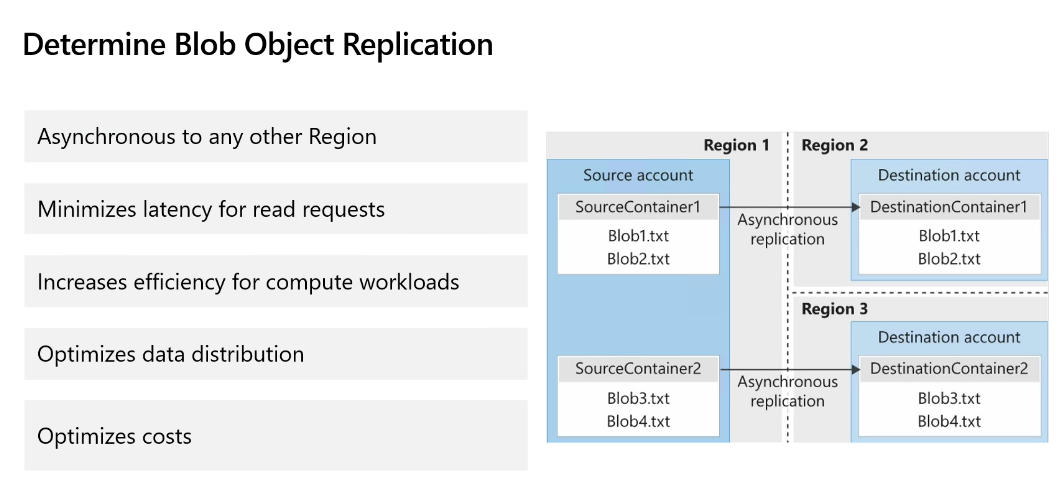 Determine Blob Object Replication
Asynchronous to any other Region
Minimizes latency for read requests
Increases efficiency for compute workloads
Optimizes data distribution
Optimizes costs
Region 1
Source account
SourceContainer1
Blob1.txt
Blob2.txt
SourceContainer2
Blob3.txt
Blob4.txt
Asynchronous
replication
Asynchronous
replication
Region 2
Destination account
DestinationContainer1
Blob1.txt
Blob2.txt
Region 3
Destination account
DestinationContainer2
Blob3.txt
Blob4.txt